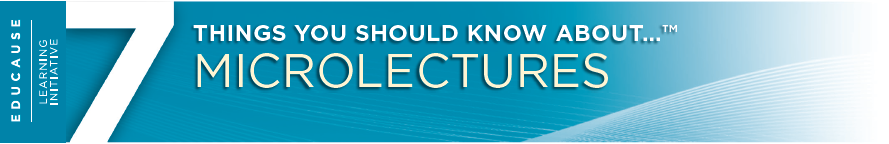 EDUCAUSE
LEARNING
INITIATIVE
7
THINGS YOU SHOULD KNOW ABOUT...™
MICROLECTURES